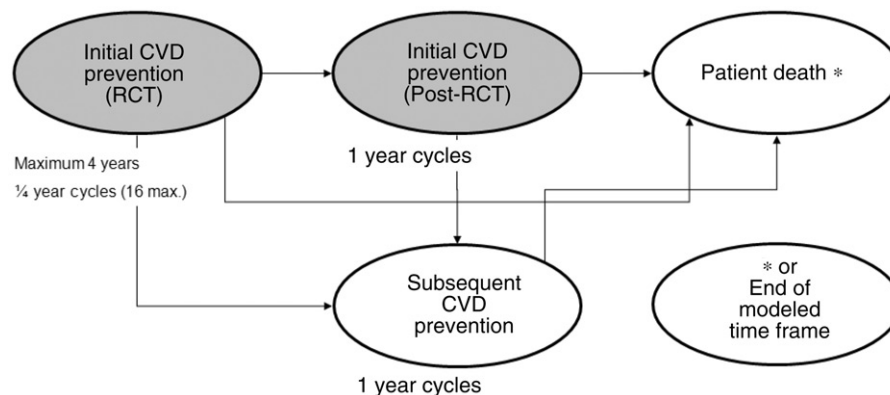 Initial CVD
prevention
(RCT)
Initial CVD
prevention
(Post-RCT)
Patient death *
Maximum 4 years
¼ year cycles (16 max.)
1 year cycles
Subsequent
CVD
prevention
* or
End of
modeled
time frame
1 year cycles